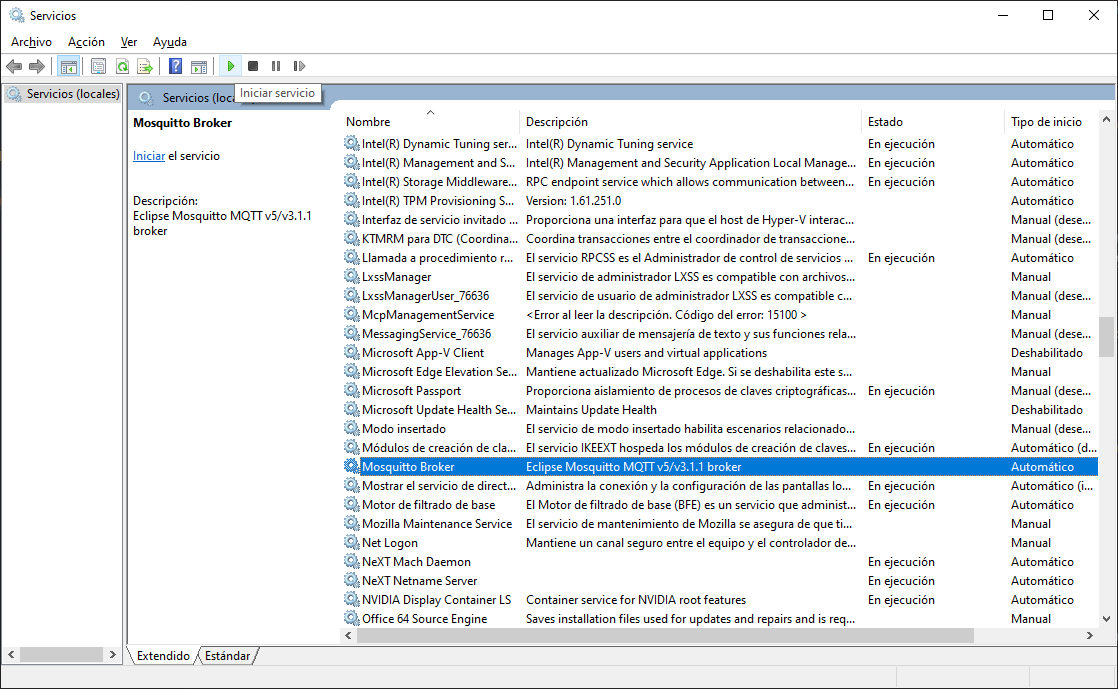 Servicios
Archivo Acción Ver Ayuda
Iniciar servicio
Servicios (locales)
Servicios (loca
Mosquitto Broker
Iniciar el servicio
Descripción:
Eclipse Mosquitto MQTT v5/v3.1.1
broker
Nombre Descripción Estado Tipo de inicio
Intel(R) Dynamic Tuning ser... Intel(R) Dynamic Tuning service En ejecución Automático
Intel(R) Management and S... Intel(R) Management and Security Application Local Manage... En ejecución Automático
Intel(R) Storage Middleware... RPC endpoint service which allows communication between... En ejecución Automático
Intel(R) TPM Provisioning S... Version: 1.61.251.0 Automático
Interfaz de servicio invitado ... Proporciona una interfaz para que el host de Hyper-V interac... Manual (dese...
KTMRM para DTC (Coordina... Coordina transacciones entre el coordinador de transaccione... Manual (dese...
Llamada a procedimiento r... El servicio RPCSS es el Administrador de control de servicios ... En ejecución Automático
LxssManager El servicio de administrador LXSS es compatible con archivos... Manual
LxssManagerUser_76636 El servicio de usuario de administrador LXSS es compatible c... Manual (dese...
McpManagementService <Error al leer la descripción. Código del error: 15100 > Manual
MessagingService_76636 El servicio auxiliar de mensajería de texto y sus funciones rela... Manual (dese...
Microsoft App-V Client Manages App-V users and virtual applications Deshabilitado
Microsoft Edge Elevation Se... Mantiene actualizado Microsoft Edge. Si se deshabilita este s... Manual
Microsoft Passport Proporciona aislamiento de procesos de claves criptográficas... En ejecución Manual (dese...
Microsoft Update Health Se... Maintains Update Health Deshabilitado
Modo insertado El servicio de modo insertado habilita escenarios relacionado... Manual (dese...
Módulos de creación de cla... El servicio IKEEXT hospeda los módulos de creación de claves... En ejecución Automático (d...
Mosquitto Broker Eclipse Mosquitto MQTT v5/v3.1.1 broker Automático
Mostrar el servicio de direct... Administra la conexión y la configuración de las pantallas lo... En ejecución Automático (i...
Motor de filtrado de base El Motor de filtrado de base (BFE) es un servicio que administ... En ejecución Automático
Mozilla Maintenance Service El servicio de mantenimiento de Mozilla se asegura de que ti... Manual
Net Logon Mantiene un canal seguro entre el equipo y el controlador de... Manual
NeXT Mach Daemon En ejecución Automático
NeXT Netname Server En ejecución Automático
NVIDIA Display Container LS Container service for NVIDIA root features En ejecución Automático
Office 64 Source Engine Saves installation files used for updates and repairs and is req... Manual
Extendido Estándar